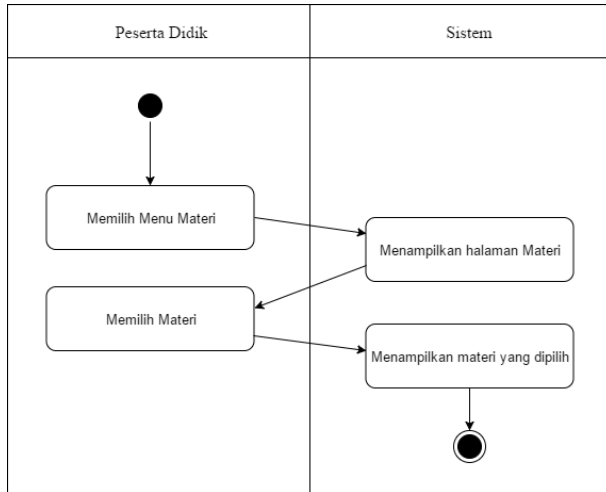 Peserta Didik
Sistem
Memilih Menu Materi
Menampilkan halaman Materi
Memilih Materi
Menampilkan materi yang dipilih